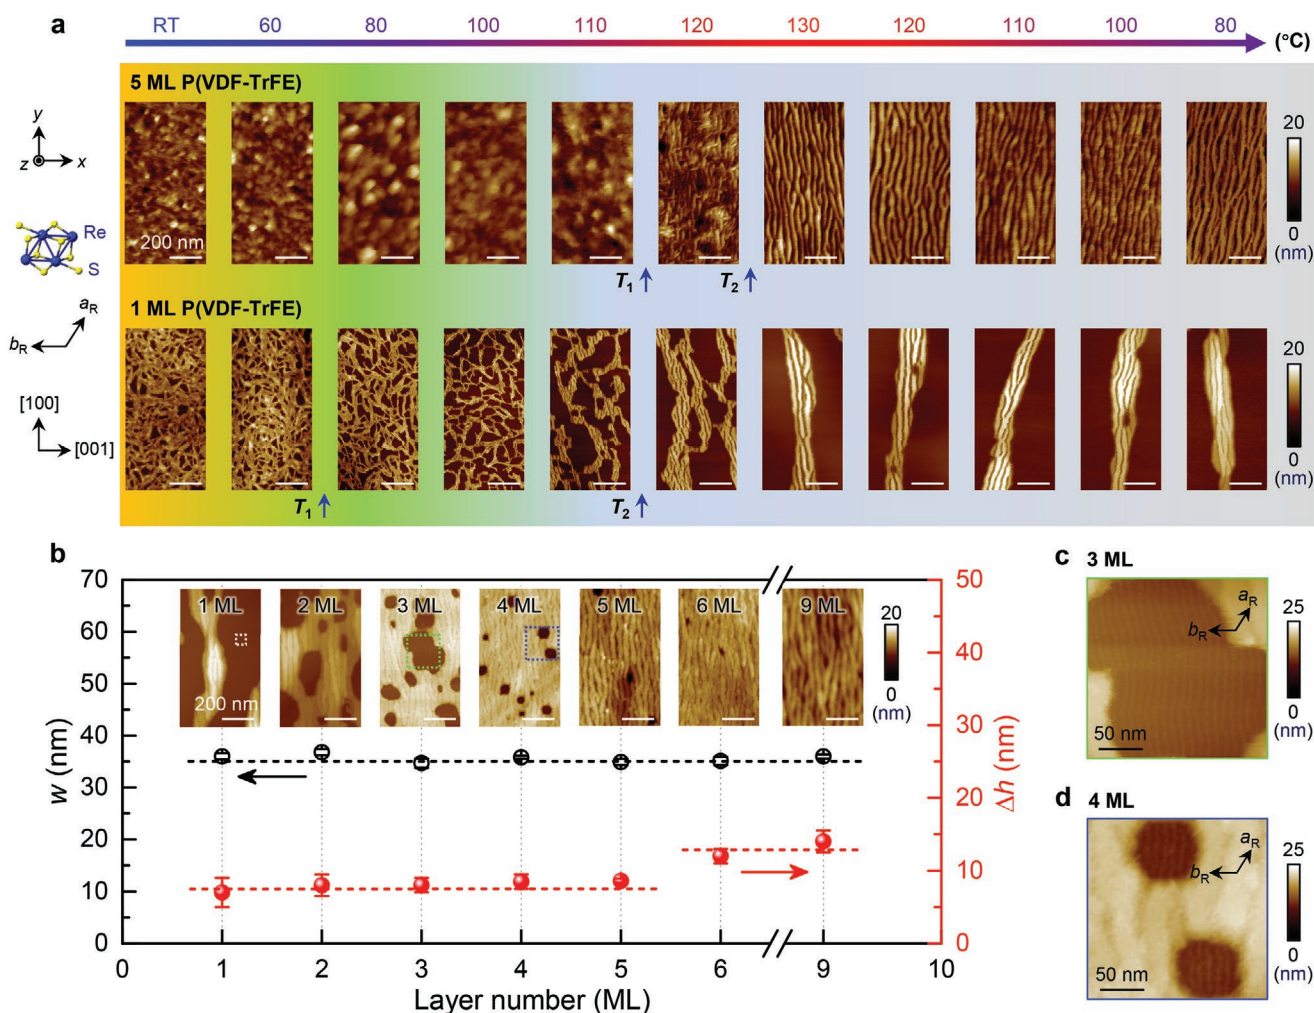 a
RT 60 80 100 110 120 130 120 110 100 80 (°C)
5 ML P(VDF-TrFE)
y
z x
Re
S
200 nm
20
0
(nm)
T1 T2
1 ML P(VDF-TrFE)
aR
bR
[100]
[001]
20
0
(nm)
T1 T2
b
70
60
50
40
30
20
10
0
w (nm)
1 ML 2 ML 3 ML 4 ML 5 ML 6 ML 9 ML
200 nm
20
0
(nm)
50
40
30
20
10
0
Δh (nm)
0 1 2 3 4 5 6 9 10
Layer number (ML)
c 3 ML
aR
bR
50 nm
25
0
(nm)
d 4 ML
aR
bR
50 nm
25
0
(nm)